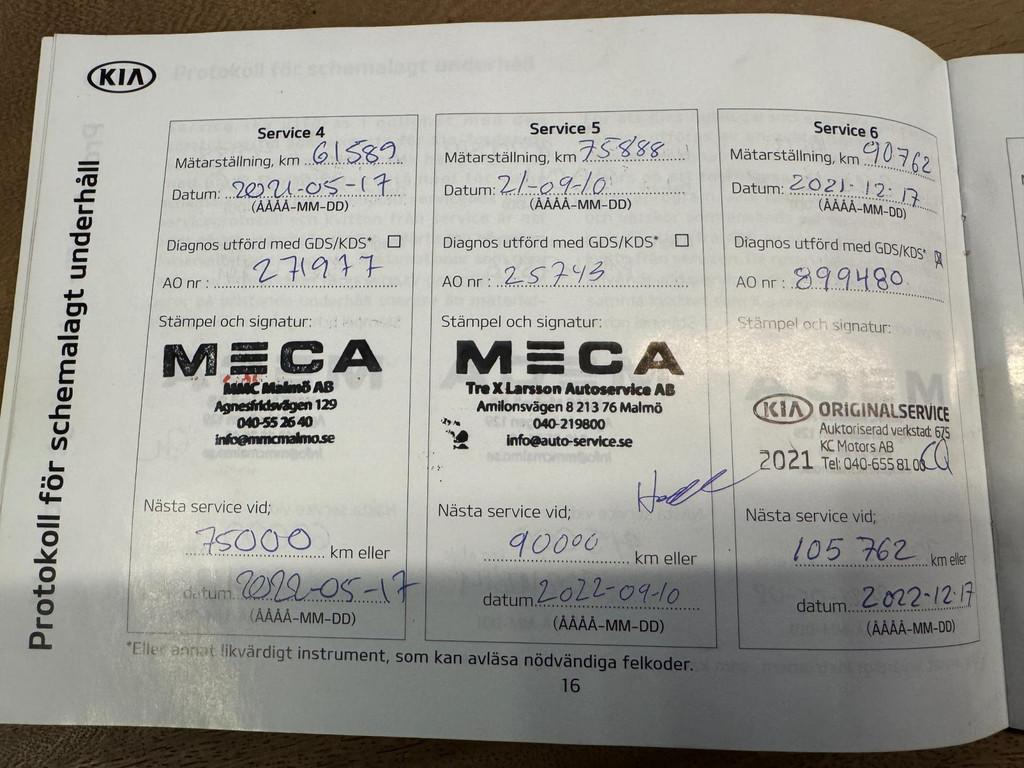 KIA
Protokoll för schemalagt underhåll
Service 4
Mätarställning, km 61589
Datum: 2021-05-17
(ÅÅÅÅ-MM-DD)
Diagnos utförd med GDS/KDS*
AO nr : 271977
Stämpel och signatur:
MECA
MMC Malmö AB
Agnesfridsvägen 129
040-55 26 40
info@mmcmalmo.se
Nästa service vid;
75000 km eller
datum 2022-05-17
(ÅÅÅÅ-MM-DD)
Service 5
Mätarställning, km 75888
Datum: 21-09-10
(ÅÅÅÅ-MM-DD)
Diagnos utförd med GDS/KDS*
AO nr : 25743
Stämpel och signatur:
MECA
Tre X Larsson Autoservice AB
Amilonsvägen 8 213 76 Malmö
040-219800
info@auto-service.se
Nästa service vid;
90000 km eller
datum 2022-09-10
(ÅÅÅÅ-MM-DD)
Service 6
Mätarställning, km 90762
Datum: 2021-12-17
(ÅÅÅÅ-MM-DD)
Diagnos utförd med GDS/KDS*
AO nr : 899480
Stämpel och signatur:
KIA ORIGINALSERVICE
Auktoriserad verkstad: 675
KC Motors AB
2021 Tel: 040-655 81 00
Nästa service vid;
105 762 km eller
datum 2022-12-17
(ÅÅÅÅ-MM-DD)
*Eller annat likvärdigt instrument, som kan avläsa nödvändiga felkoder.
16